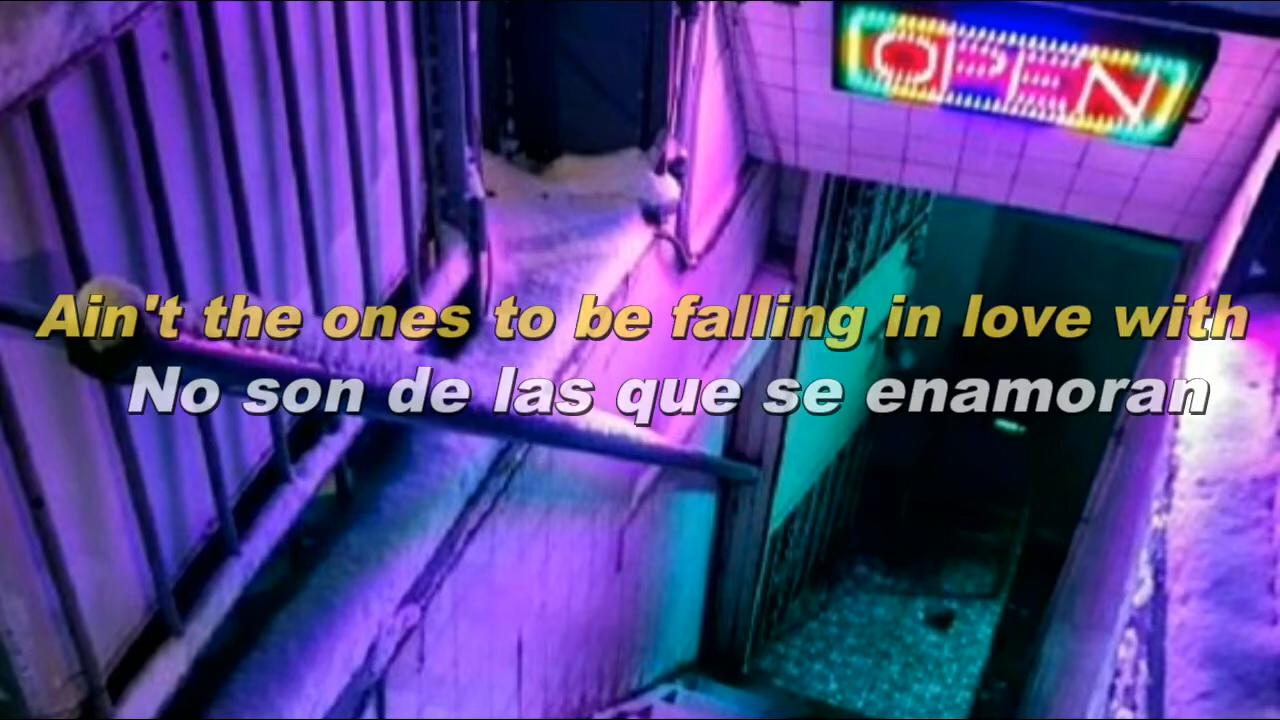 OPEN
Ain't the ones to be falling in love with
No son de las que se enamoran